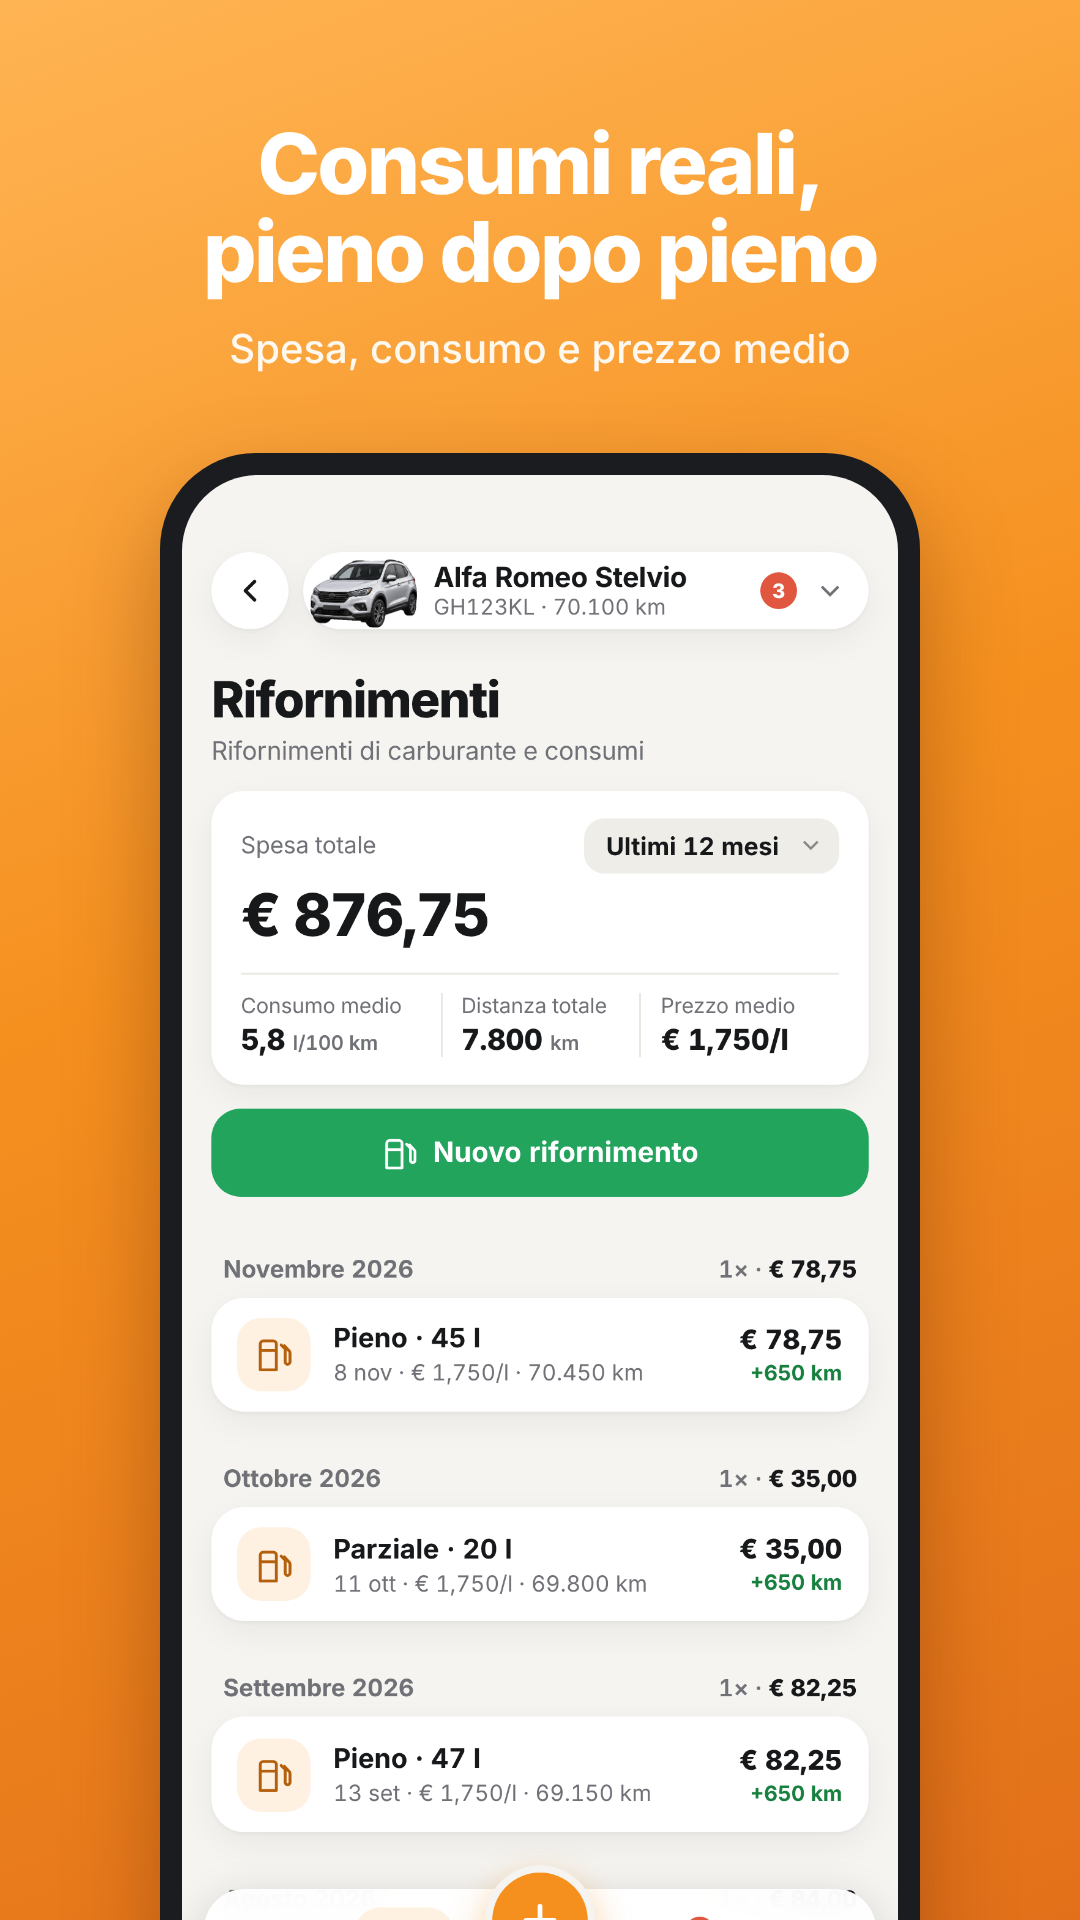 Consumi reali,
pieno dopo pieno
Spesa, consumo e prezzo medio
Alfa Romeo Stelvio
GH123KL · 70.100 km
3
Rifornimenti
Rifornimenti di carburante e consumi
Spesa totale
Ultimi 12 mesi
€ 876,75
Consumo medio
5,8 l/100 km
Distanza totale
7.800 km
Prezzo medio
€ 1,750/l
Nuovo rifornimento
Novembre 2026
1× · € 78,75
Pieno · 45 l
€ 78,75
8 nov · € 1,750/l · 70.450 km
+650 km
Ottobre 2026
1× · € 35,00
Parziale · 20 l
€ 35,00
11 ott · € 1,750/l · 69.800 km
+650 km
Settembre 2026
1× · € 82,25
Pieno · 47 l
€ 82,25
13 set · € 1,750/l · 69.150 km
+650 km
Agosto 2026
€ 84,00